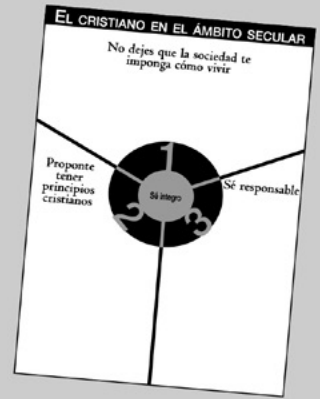 EL CRISTIANO EN EL ÁMBITO SECULAR
No dejes que la sociedad te
imponga cómo vivir
1
Proponte
tener
principios
cristianos
Sé íntegro
Sé responsable
2
3